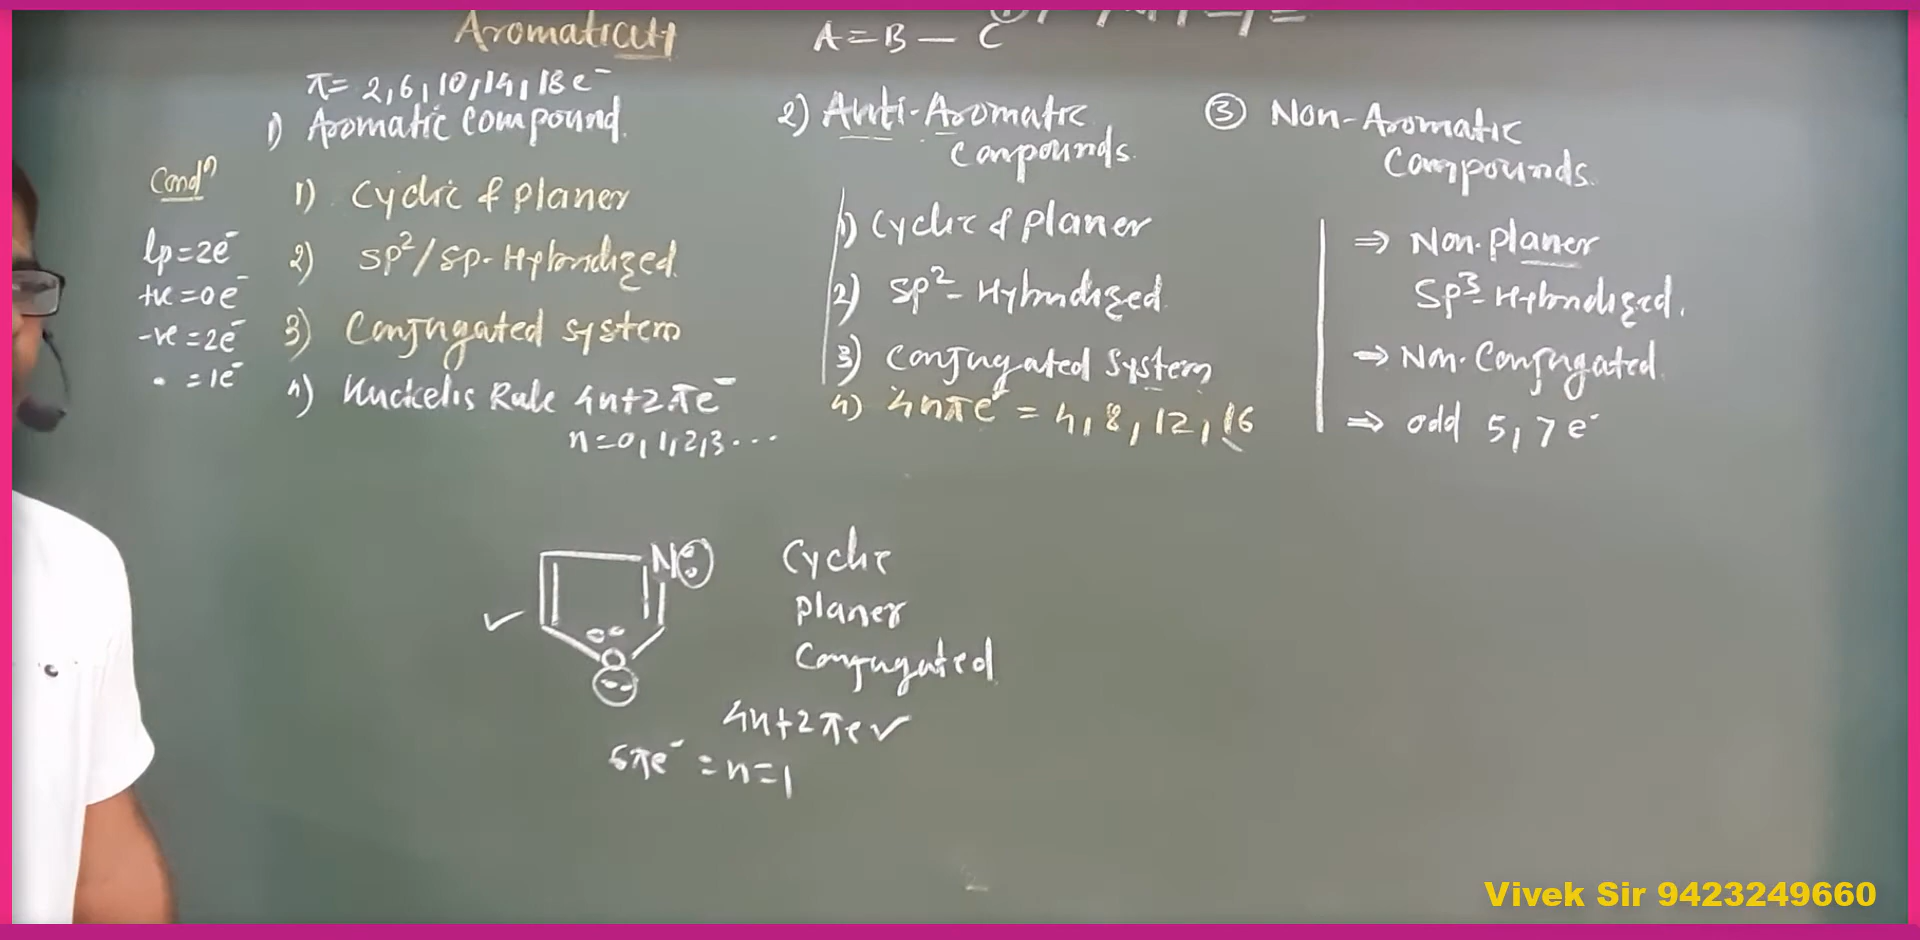 Aromaticity
A=B-C
π= 2,6,10,14,18 e⁻
1) Aromatic Compound.
Condⁿ
1) Cyclic & planer
2) SP²/SP-Hybridized
3) Conjugated system
4) Huckelis Rule 4n+2πe⁻
n=0,1,2,3...
lp=2e⁻
+ve=0e⁻
-ve=2e⁻
. =1e⁻
2) Anti-Aromatic
Compounds.
1) Cyclic & planer
2) SP²-Hybridized
3) Conjugated System
4) 4nπe⁻ = 4,8,12,16
③ Non-Aromatic
Compounds.
⇒ Non-planer
SP³-Hybridized.
→ Non-Conjugated
⇒ odd 5,7e⁻
N
O
Cyclic
planer
Conjugated
4n+2πe✓
6πe⁻ = n=1
Vivek Sir 9423249660